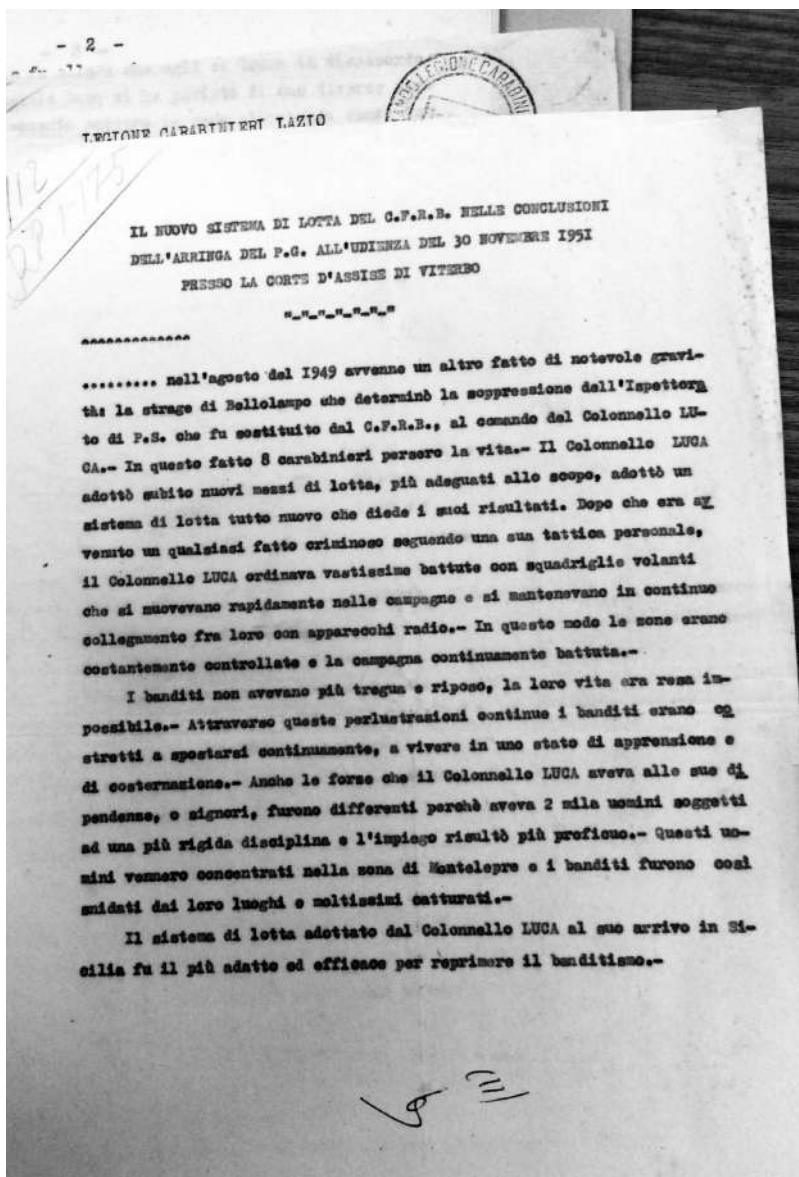 - 2 -
LEGIONE CARABINIERI LAZIO
LEGIONE CARABINI
112
RP 1-175
IL NUOVO SISTEMA DI LOTTA DEL C.F.R.B. NELLE CONCLUSIONI
DELL'ARRINGA DEL P.G. ALL'UDIENZA DEL 30 NOVEMBRE I95I
PRESSO LA CORTE D'ASSISE DI VITERBO
"-"-"-"-"-"-"
......... nell'agosto del I949 avvenne un altro fatto di notevole gravi-
tà: la strage di Bellolampo che determinò la soppressione dell'Ispettora
to di P.S. che fu sostituito dal C.F.R.B., al comando del Colonnello LU-
CA.- In questo fatto 8 carabinieri persero la vita.- Il Colonnello LUCA
adottò subito nuovi mezzi di lotta, più adeguati allo scopo, adottò un
sistema di lotta tutto nuovo che diede i suoi risultati. Dopo che era av
venuto un qualsiasi fatto criminoso seguendo una sua tattica personale,
il Colonnello LUCA ordinava vastissime battute con squadriglie volanti
che si muovevano rapidamente nelle campagne e si mantenevano in continuo
collegamento fra loro con apparecchi radio.- In questo modo le zone erano
costantemente controllate e la campagna continuamente battuta.-
I banditi non avevano più tregua e riposo, la loro vita era resa im-
possibile.- Attraverso queste perlustrazioni continue i banditi erano co
stretti a spostarsi continuamente, a vivere in uno stato di apprensione e
di costernazione.- Anche le forze che il Colonnello LUCA aveva alle sue di
pendenze, o signori, furono differenti perchè aveva 2 mila uomini soggetti
ad una più rigida disciplina e l'impiego risultò più proficuo.- Questi uo-
mini vennero concentrati nella zona di Montelepre e i banditi furono così
snidati dai loro luoghi e moltissimi catturati.-
Il sistema di lotta adottato dal Colonnello LUCA al suo arrivo in Si-
cilia fu il più adatto ed efficace per reprimere il banditismo.-
(11)